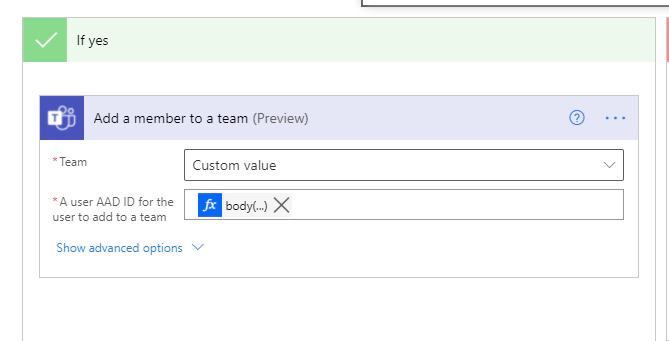 If yes
Add a member to a team (Preview)
* Team
Custom value
* A user AAD ID for the
user to add to a team
fx body(...)
Show advanced options